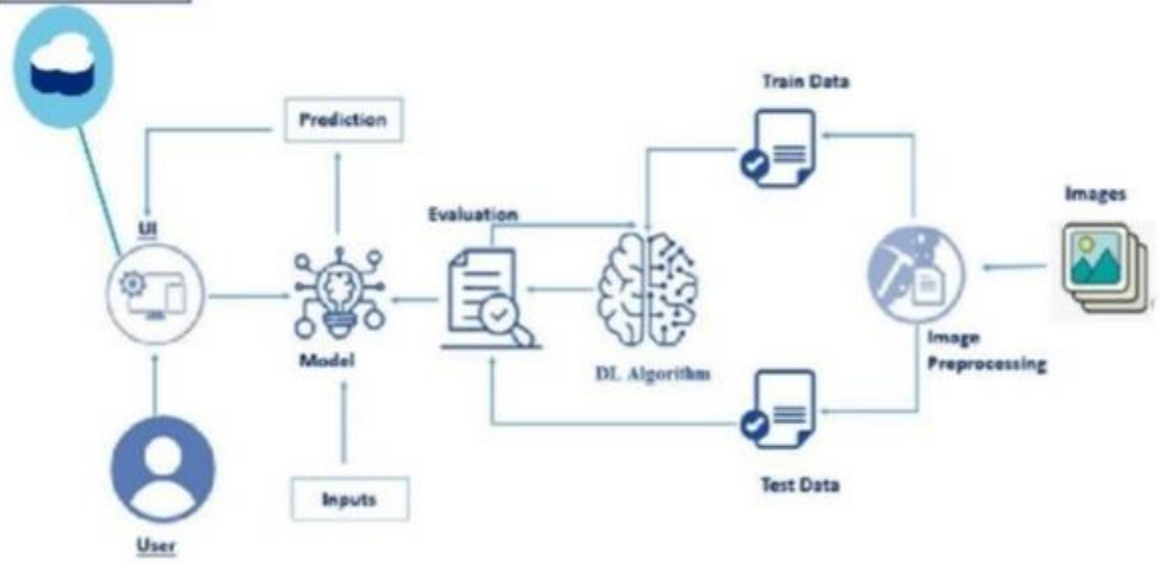 Train Data
Prediction
Images
Evaluation
UI
Image
Preprocessing
Model
DL Algorithm
Test Data
Inputs
User